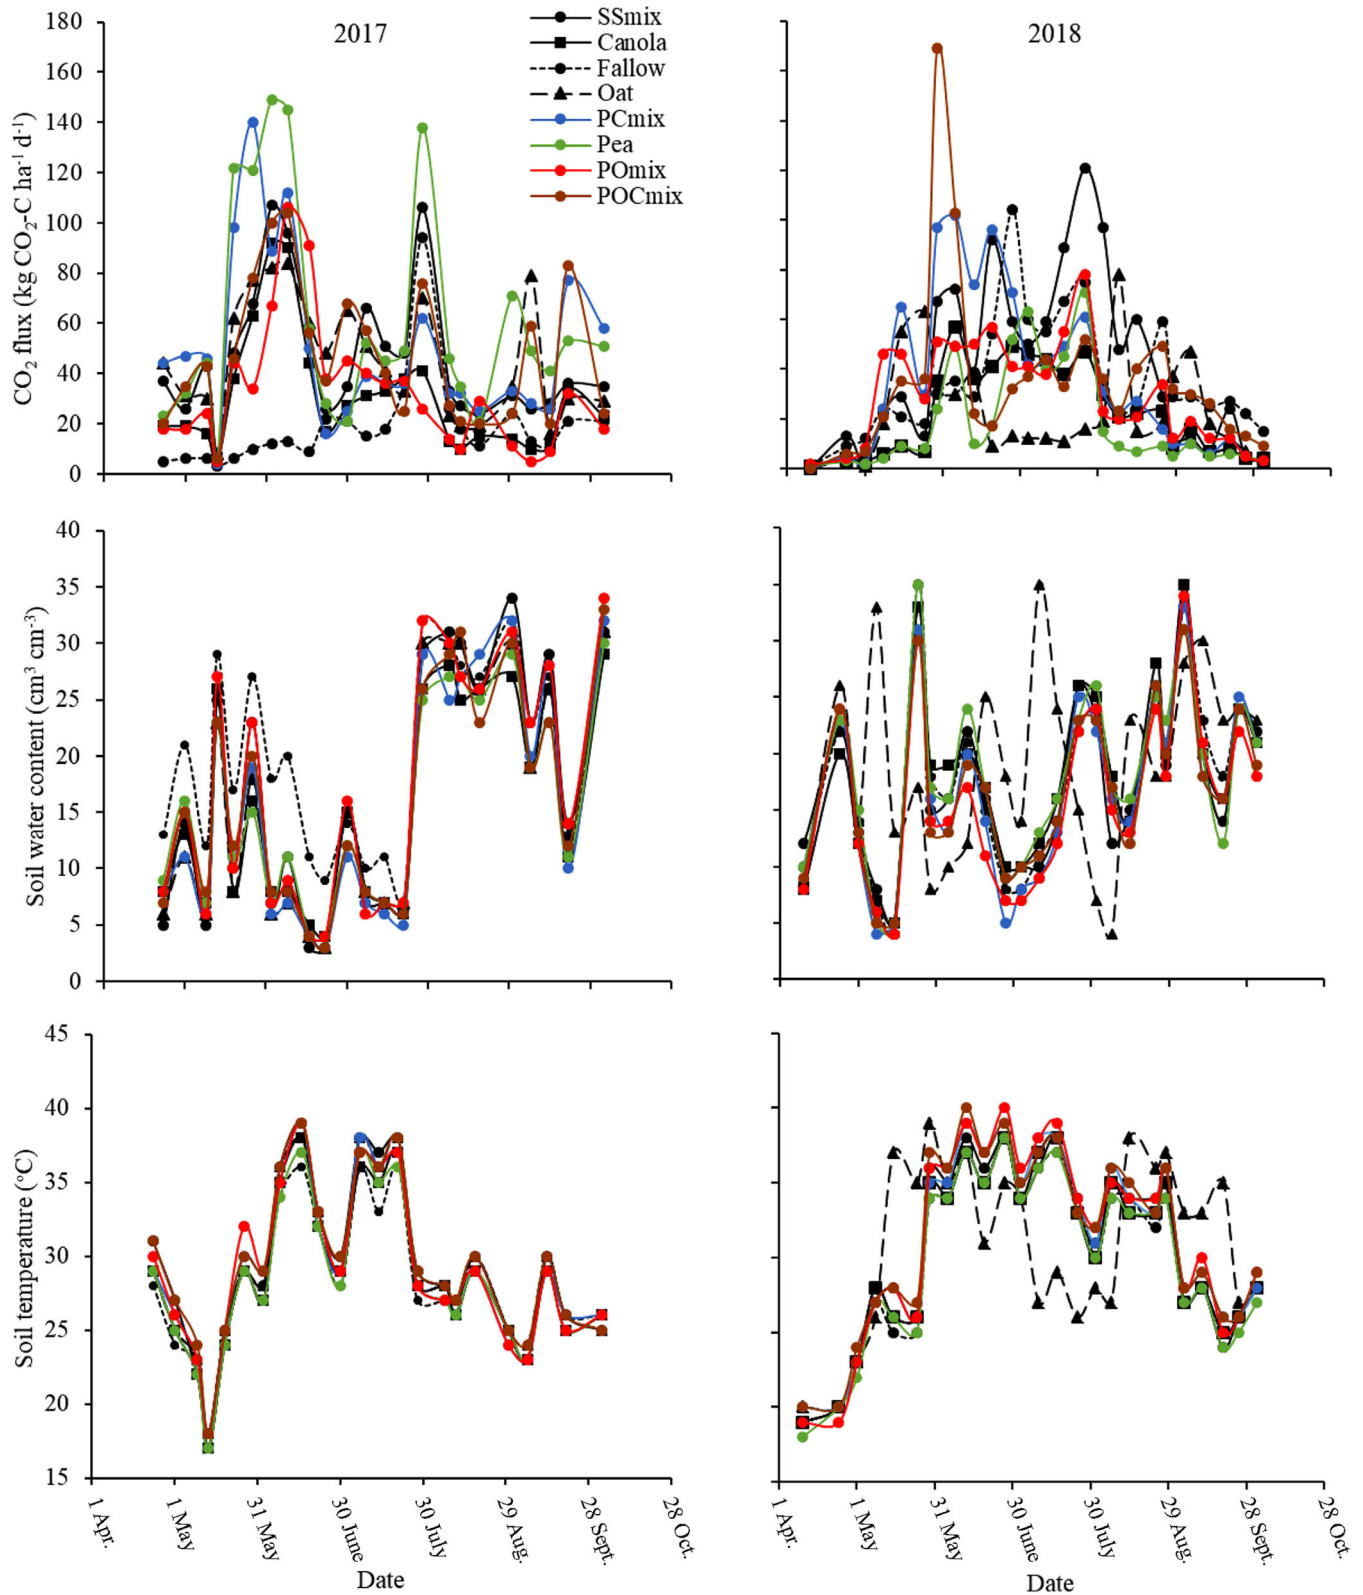 2017
2018
SSmix
Canola
Fallow
Oat
PCmix
Pea
POmix
POCmix
CO₂ flux (kg CO₂-C ha⁻¹ d⁻¹)
180
160
140
120
100
80
60
40
20
0
Soil water content (cm³ cm⁻³)
40
35
30
25
20
15
10
5
0
Soil temperature (°C)
45
40
35
30
25
20
15
1 Apr.
1 May
31 May
30 June
30 July
29 Aug.
28 Sept.
28 Oct.
Date
1 Apr.
1 May
31 May
30 June
30 July
29 Aug.
28 Sept.
28 Oct.
Date